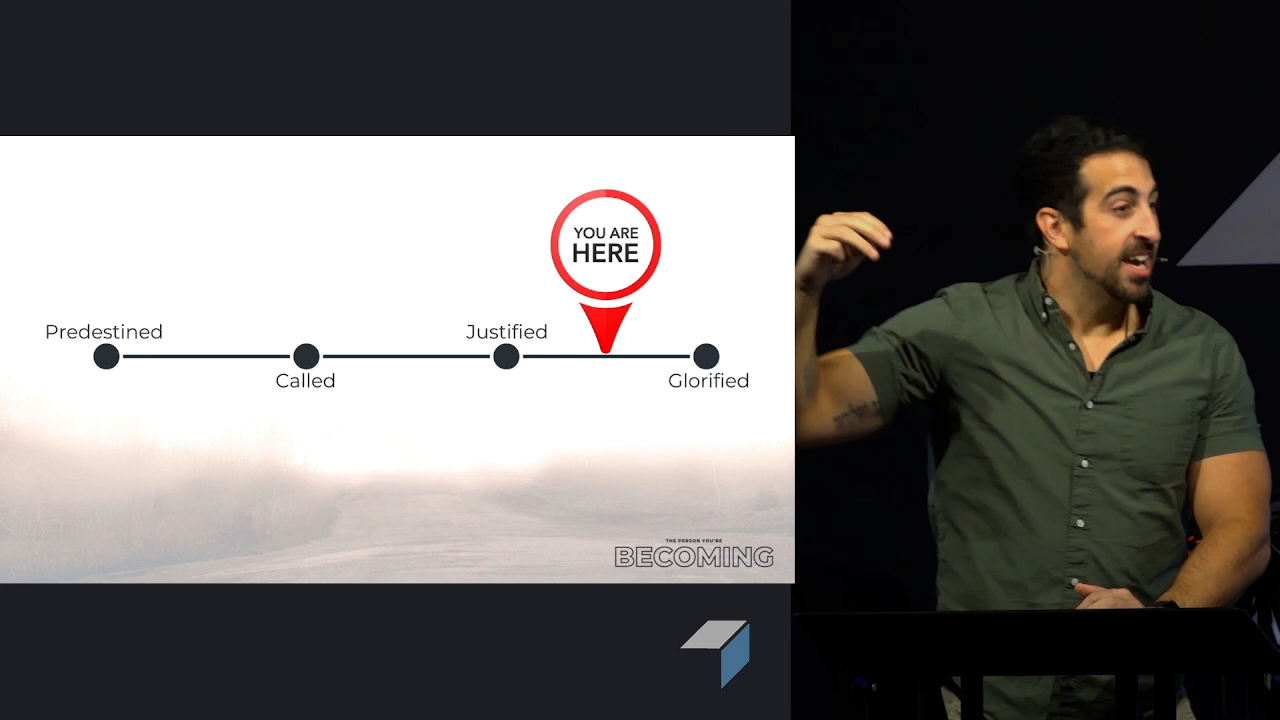 YOU ARE
HERE
Predestined
Justified
Called
Glorified
THE PERSON YOU'RE
BECOMING